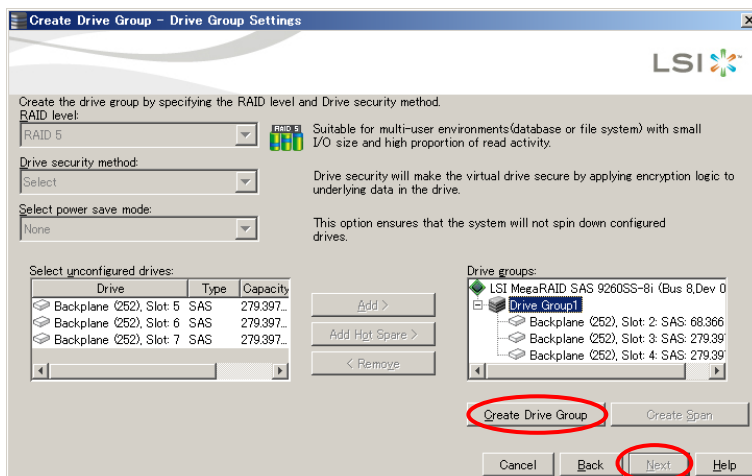 Create Drive Group - Drive Group Settings
LSI
Create the drive group by specifying the RAID level and Drive security method.
RAID level:
RAID 5
RAID 5
Suitable for multi-user environments(database or file system) with small
I/O size and high proportion of read activity.
Drive security method:
Select
Drive security will make the virtual drive secure by applying encryption logic to
underlying data in the drive.
Select power save mode:
None
This option ensures that the system will not spin down configured
drives.
Select unconfigured drives:
Drive Type Capacity
Backplane (252), Slot: 5 SAS 279.397...
Backplane (252), Slot: 6 SAS 279.397...
Backplane (252), Slot: 7 SAS 279.397...
Add >
Add Hot Spare >
< Remove
Drive groups:
LSI MegaRAID SAS 9260SS-8i (Bus 8,Dev 0
Drive Group1
Backplane (252), Slot: 2: SAS: 68.366
Backplane (252), Slot: 3: SAS: 279.39
Backplane (252), Slot: 4: SAS: 279.39
Create Drive Group
Create Span
Cancel
Back
Next
Help